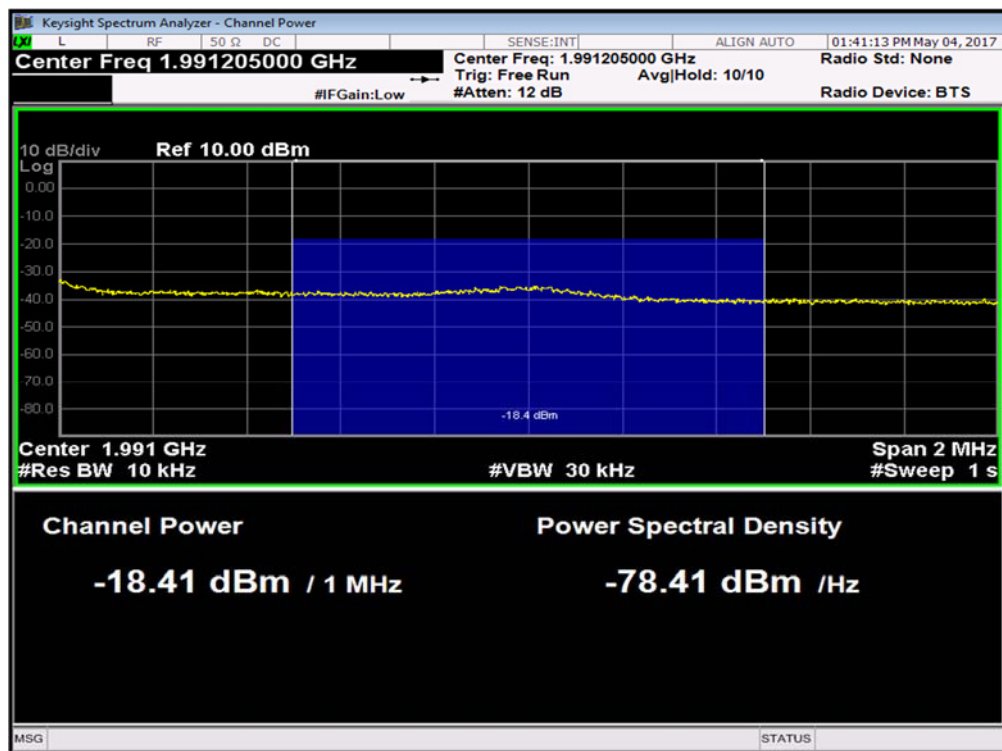 Keysight Spectrum Analyzer - Channel Power
LXI L RF 50 Ω DC SENSE:INT ALIGN AUTO 01:41:13 PM May 04, 2017
Center Freq 1.991205000 GHz
Center Freq: 1.991205000 GHz
Radio Std: None
Trig: Free Run
Avg|Hold: 10/10
#IFGain:Low
#Atten: 12 dB
Radio Device: BTS
10 dB/div
Ref 10.00 dBm
Log
0.00
-10.0
-20.0
-30.0
-40.0
-50.0
-60.0
-70.0
-80.0
-18.4 dBm
Center 1.991 GHz
Span 2 MHz
#Res BW 10 kHz
#VBW 30 kHz
#Sweep 1 s
Channel Power
Power Spectral Density
-18.41 dBm / 1 MHz
-78.41 dBm /Hz
MSG
STATUS